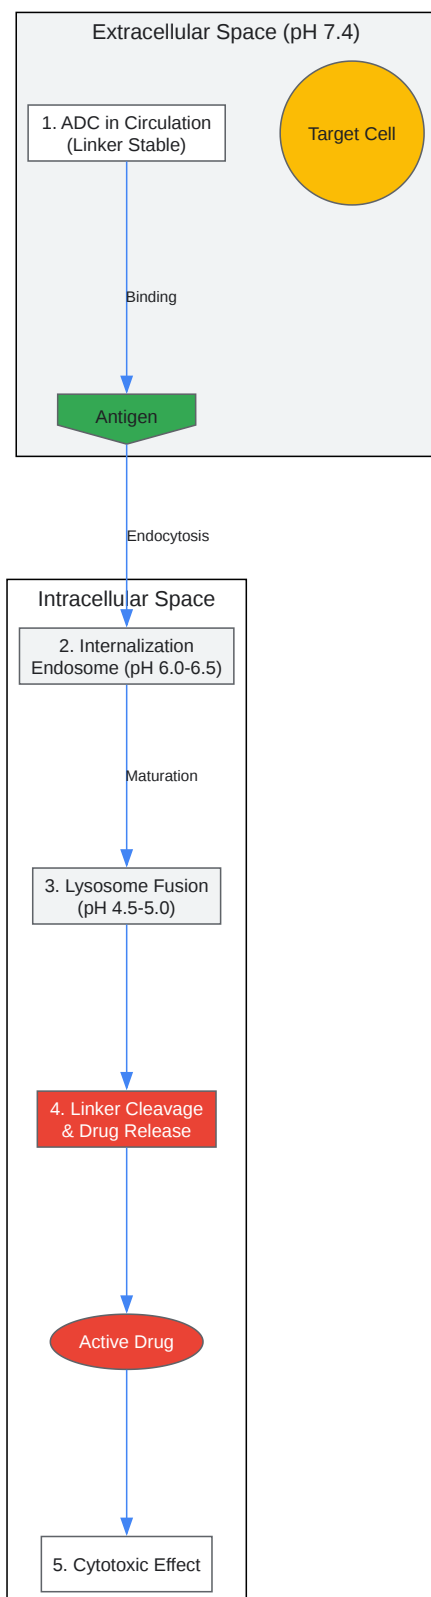 Extracellular Space (pH 7.4)
1. ADC in Circulation
(Linker Stable)
Target Cell
Binding
Antigen
Endocytosis
Intracellular Space
2. Internalization
Endosome (pH 6.0-6.5)
Maturation
3. Lysosome Fusion
(pH 4.5-5.0)
4. Linker Cleavage
& Drug Release
Active Drug
5. Cytotoxic Effect